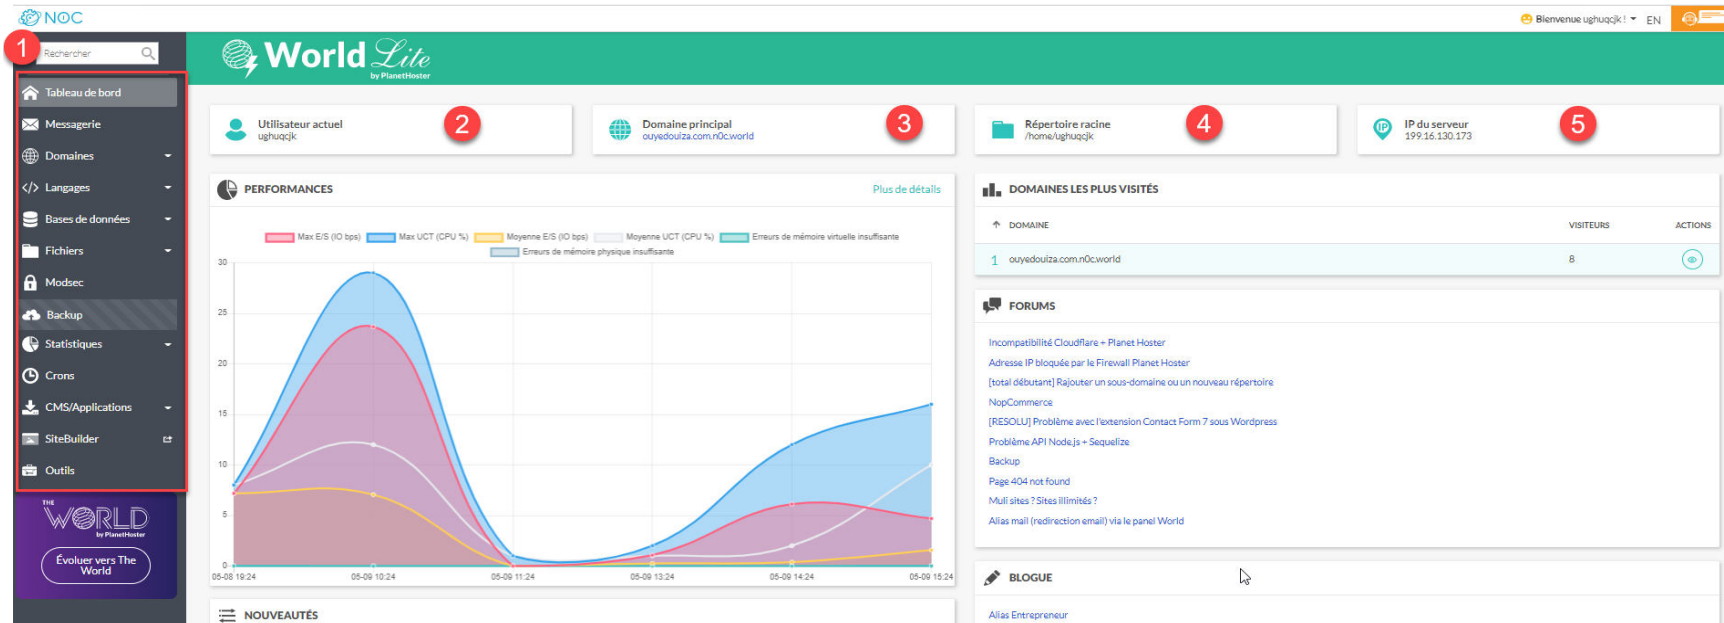 NOC
Bienvenue ughuqcjk !
EN
1
Rechercher
World Lite
by PlanetHoster
Tableau de bord
Messagerie
Domaines
</> Langages
Bases de données
Fichiers
Modsec
Backup
Statistiques
Crons
CMS/Applications
SiteBuilder
Outils
THE
WORLD
by PlanetHoster
Évoluer vers The
World
Utilisateur actuel
ughuqcjk
2
Domaine principal
ouyedouiza.com.n0c.world
3
Répertoire racine
/home/ughuqcjk
4
IP
IP du serveur
199.16.130.173
5
PERFORMANCES
Plus de détails
Max E/S (IO bps)
Max UCT (CPU %)
Moyenne E/S (IO bps)
Moyenne UCT (CPU %)
Erreurs de mémoire virtuelle insuffisante
Erreurs de mémoire physique insuffisante
30
25
20
15
10
5
0
05-08 19:24
05-09 10:24
05-09 11:24
05-09 13:24
05-09 14:24
05-09 15:24
NOUVEAUTÉS
DOMAINES LES PLUS VISITÉS
DOMAINE
VISITEURS
ACTIONS
1 ouyedouiza.com.n0c.world
8
FORUMS
Incompatibilité Cloudflare + Planet Hoster
Adresse IP bloquée par le Firewall Planet Hoster
[total débutant] Rajouter un sous-domaine ou un nouveau répertoire
NopCommerce
[RESOLU] Problème avec l'extension Contact Form 7 sous Wordpress
Problème API Node.js + Sequelize
Backup
Page 404 not found
Muli sites ? Sites illimités ?
Alias mail (redirection email) via le panel World
BLOGUE
Alias Entrepreneur